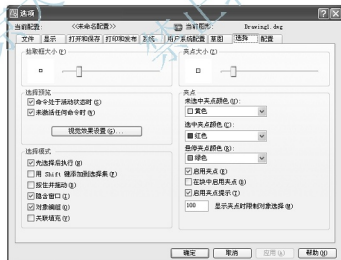 选项
当前配置: <<未命名配置>> 当前图形: Drawing1.dwg
文件 显示 打开和保存 打印和发布 系统 用户系统配置 草图 选择 配置
拾取框大小(P)
夹点大小(Z)
选择预览
命令处于活动状态时(S)
未激活任何命令时(W)
视觉效果设置(G)...
选择模式
先选择后执行(N)
用 Shift 键添加到选择集(F)
按住并拖动(D)
隐含窗口(I)
对象编组(O)
关联填充(V)
夹点
未选中夹点颜色(U):
黄色
选中夹点颜色(C):
红色
悬停夹点颜色(R):
绿色
启用夹点(E)
在块中启用夹点(B)
启用夹点提示(T)
100 显示夹点时限制对象选择(M)
确定 取消 应用(A) 帮助(H)